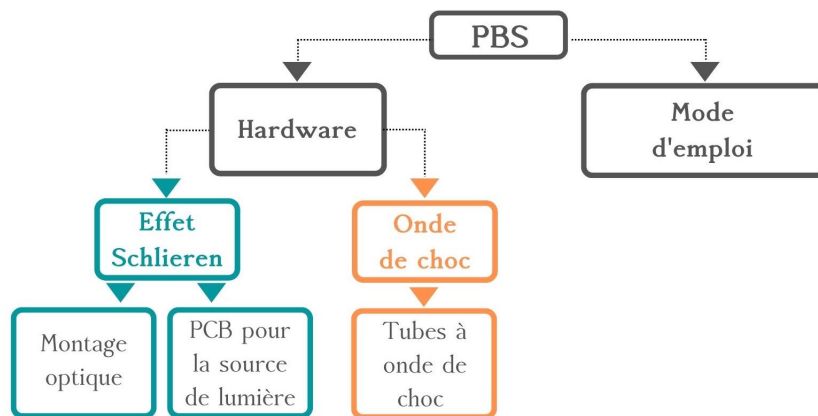 PBS
Hardware
Mode
d'emploi
Effet
Schlieren
Onde
de choc
Montage
optique
PCB pour
la source
de lumière
Tubes à
onde de
choc